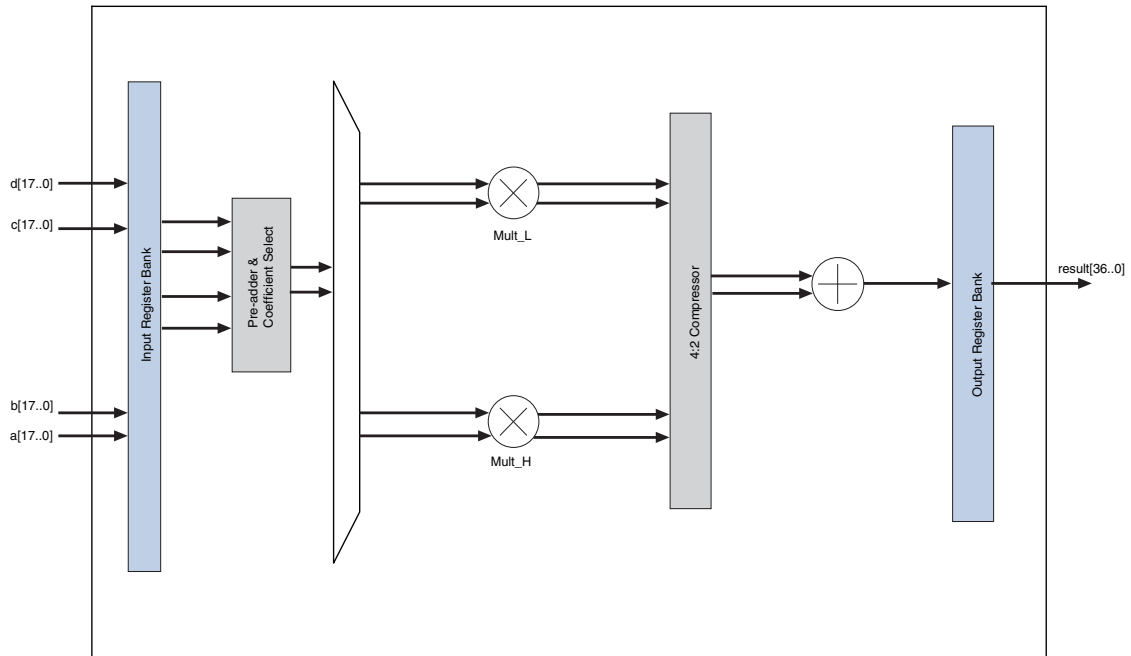 d[17..0]
c[17..0]
b[17..0]
a[17..0]
Input Register Bank
Pre-adder &
Coefficient Select
Mult_L
Mult_H
4:2 Compressor
Output Register Bank
result[36..0]